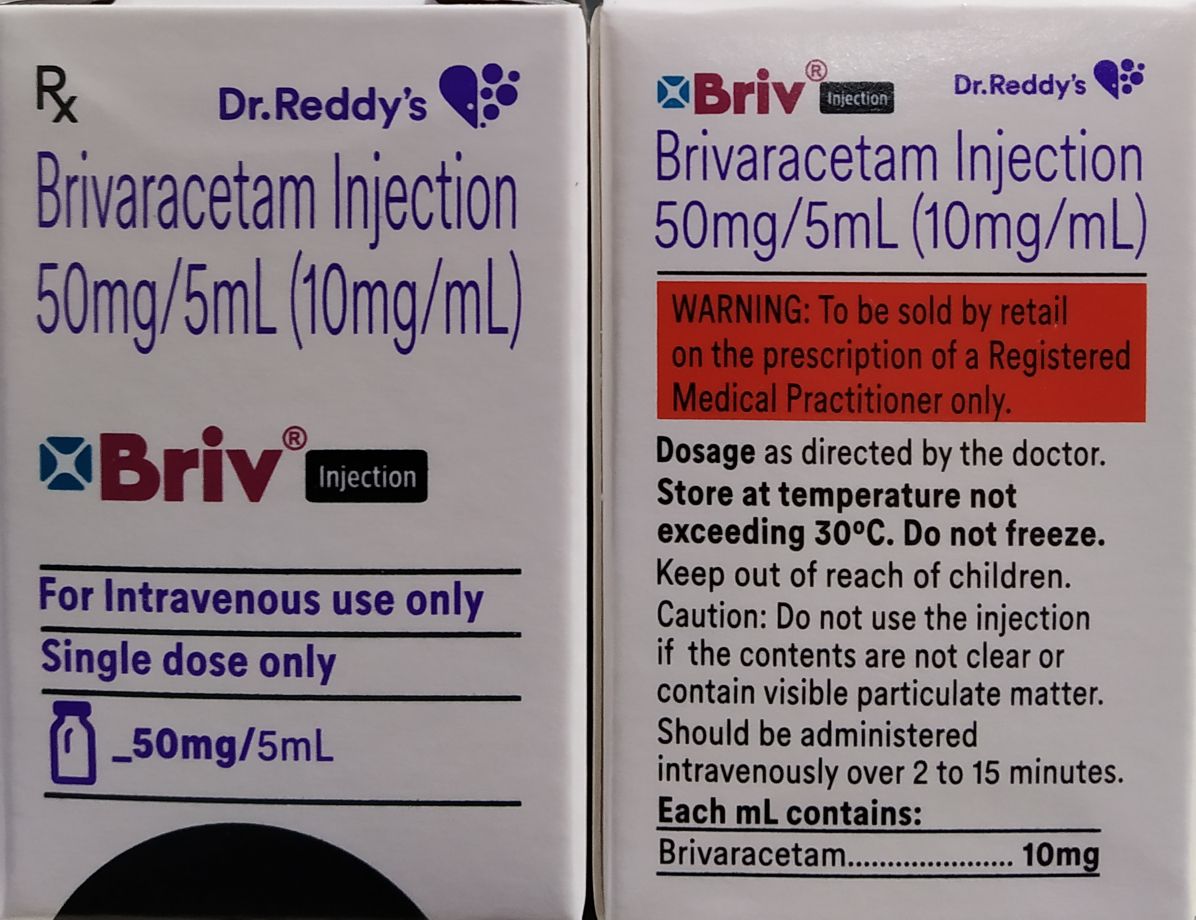 Rx
Dr.Reddy's
Brivaracetam Injection
50mg/5mL (10mg/mL)
Briv® Injection
For Intravenous use only
Single dose only
_50mg/5mL
Briv® Injection Dr.Reddy's
Brivaracetam Injection
50mg/5mL (10mg/mL)
WARNING: To be sold by retail
on the prescription of a Registered
Medical Practitioner only.
Dosage as directed by the doctor.
Store at temperature not
exceeding 30ºC. Do not freeze.
Keep out of reach of children.
Caution: Do not use the injection
if the contents are not clear or
contain visible particulate matter.
Should be administered
intravenously over 2 to 15 minutes.
Each mL contains:
Brivaracetam...................... 10mg